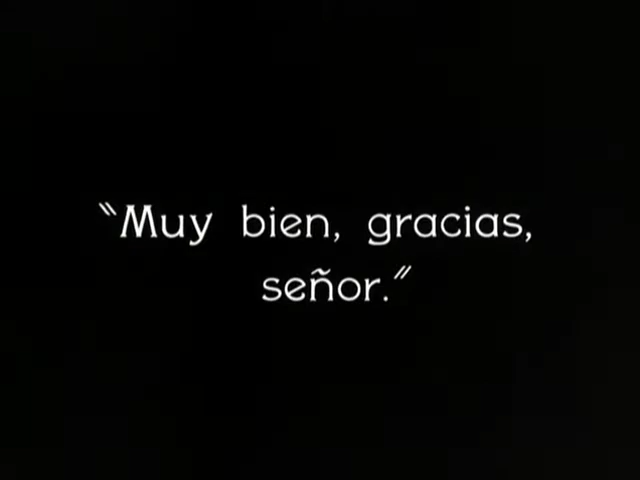 “Muy bien, gracias,
señor.”